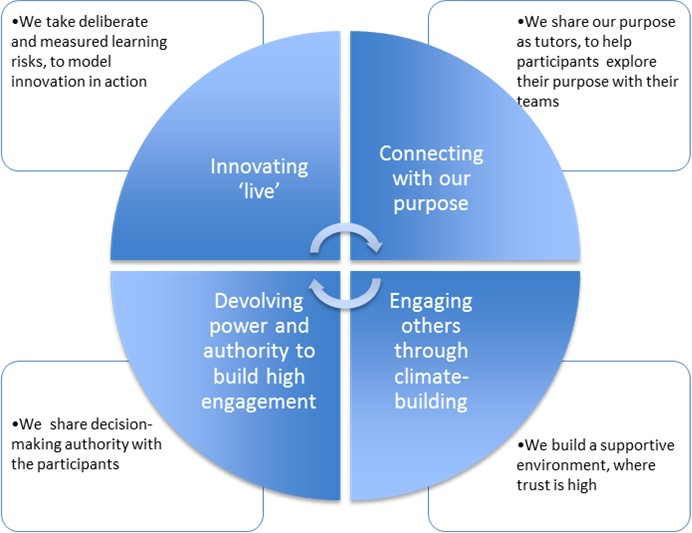 •We take deliberate
and measured learning
risks, to model
innovation in action
•We share our purpose
as tutors, to help
participants explore
their purpose with their
teams
Innovating
‘live’
Connecting
with our
purpose
Devolving
power and
authority to
build high
engagement
Engaging
others
through
climate-
building
•We share decision-
making authority with
the participants
•We build a supportive
environment, where
trust is high